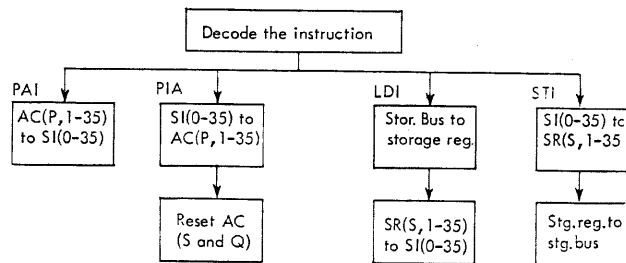 Decode the instruction
PAI
PIA
LDI
STI
AC(P,1-35)
to SI(0-35)
SI(0-35) to
AC(P,1-35)
Stor. Bus to
storage reg.
SI(0-35) to
SR(S,1-35
Reset AC
(S and Q)
SR(S,1-35)
to SI(0-35)
Stg.reg.to
stg.bus